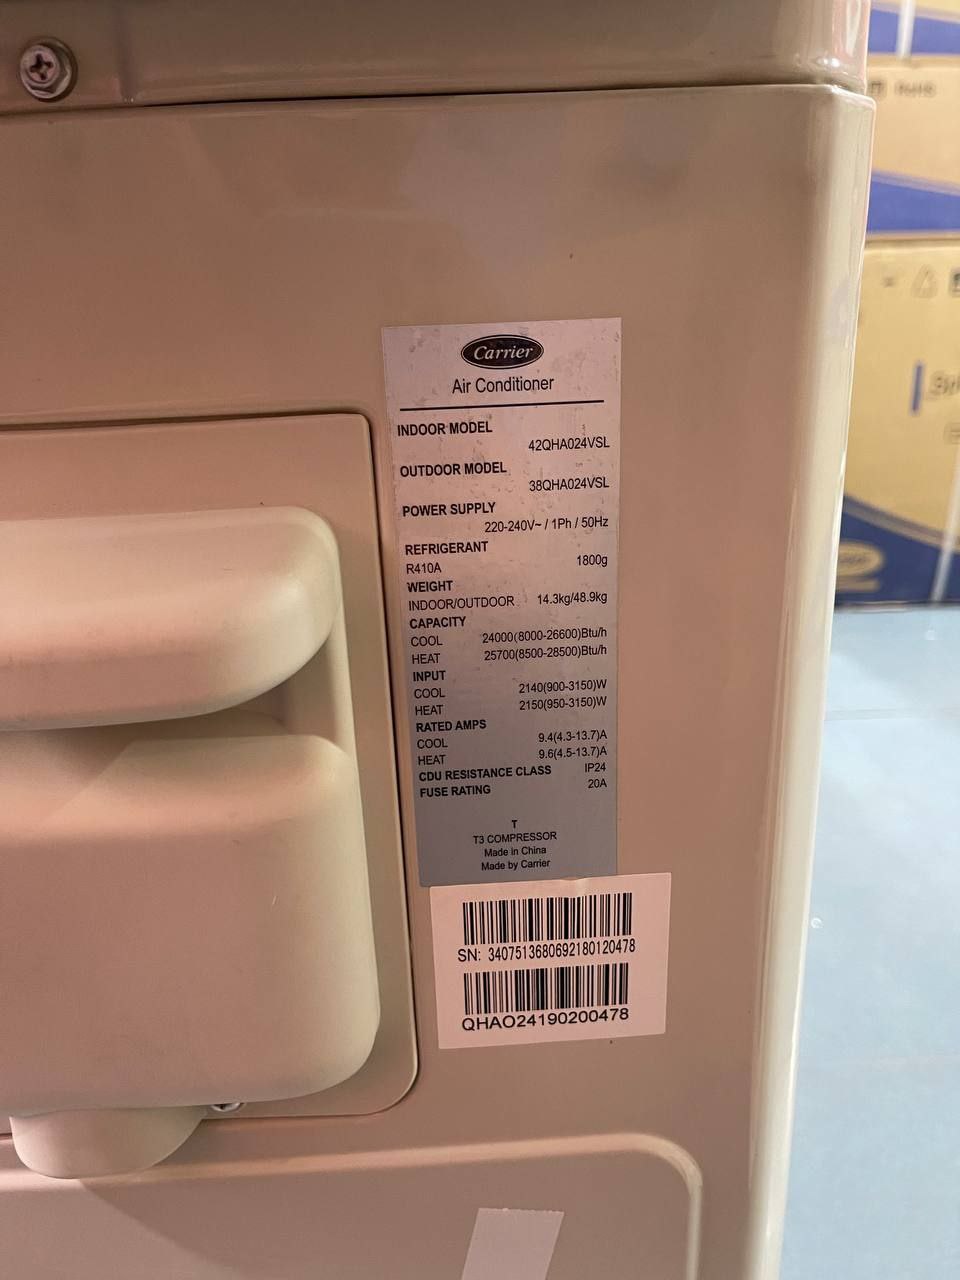 Carrier
Air Conditioner
INDOOR MODEL
42QHA024VSL
OUTDOOR MODEL
38QHA024VSL
POWER SUPPLY
220-240V~ / 1Ph / 50Hz
REFRIGERANT
R410A 1800g
WEIGHT
INDOOR/OUTDOOR 14.3kg/48.9kg
CAPACITY
COOL 24000(8000-26600)Btu/h
HEAT 25700(8500-28500)Btu/h
INPUT
COOL 2140(900-3150)W
HEAT 2150(950-3150)W
RATED AMPS
COOL 9.4(4.3-13.7)A
HEAT 9.6(4.5-13.7)A
CDU RESISTANCE CLASS IP24
FUSE RATING 20A
T
T3 COMPRESSOR
Made in China
Made by Carrier
SN: 3407513680692180120478
QHAO24190200478